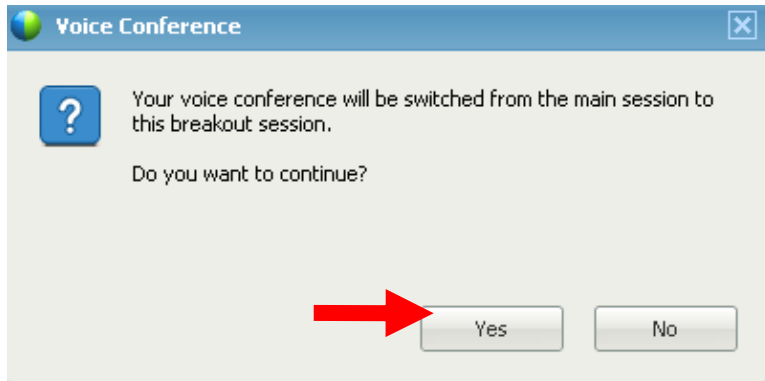 Voice Conference
Your voice conference will be switched from the main session to
this breakout session.
Do you want to continue?
Yes No